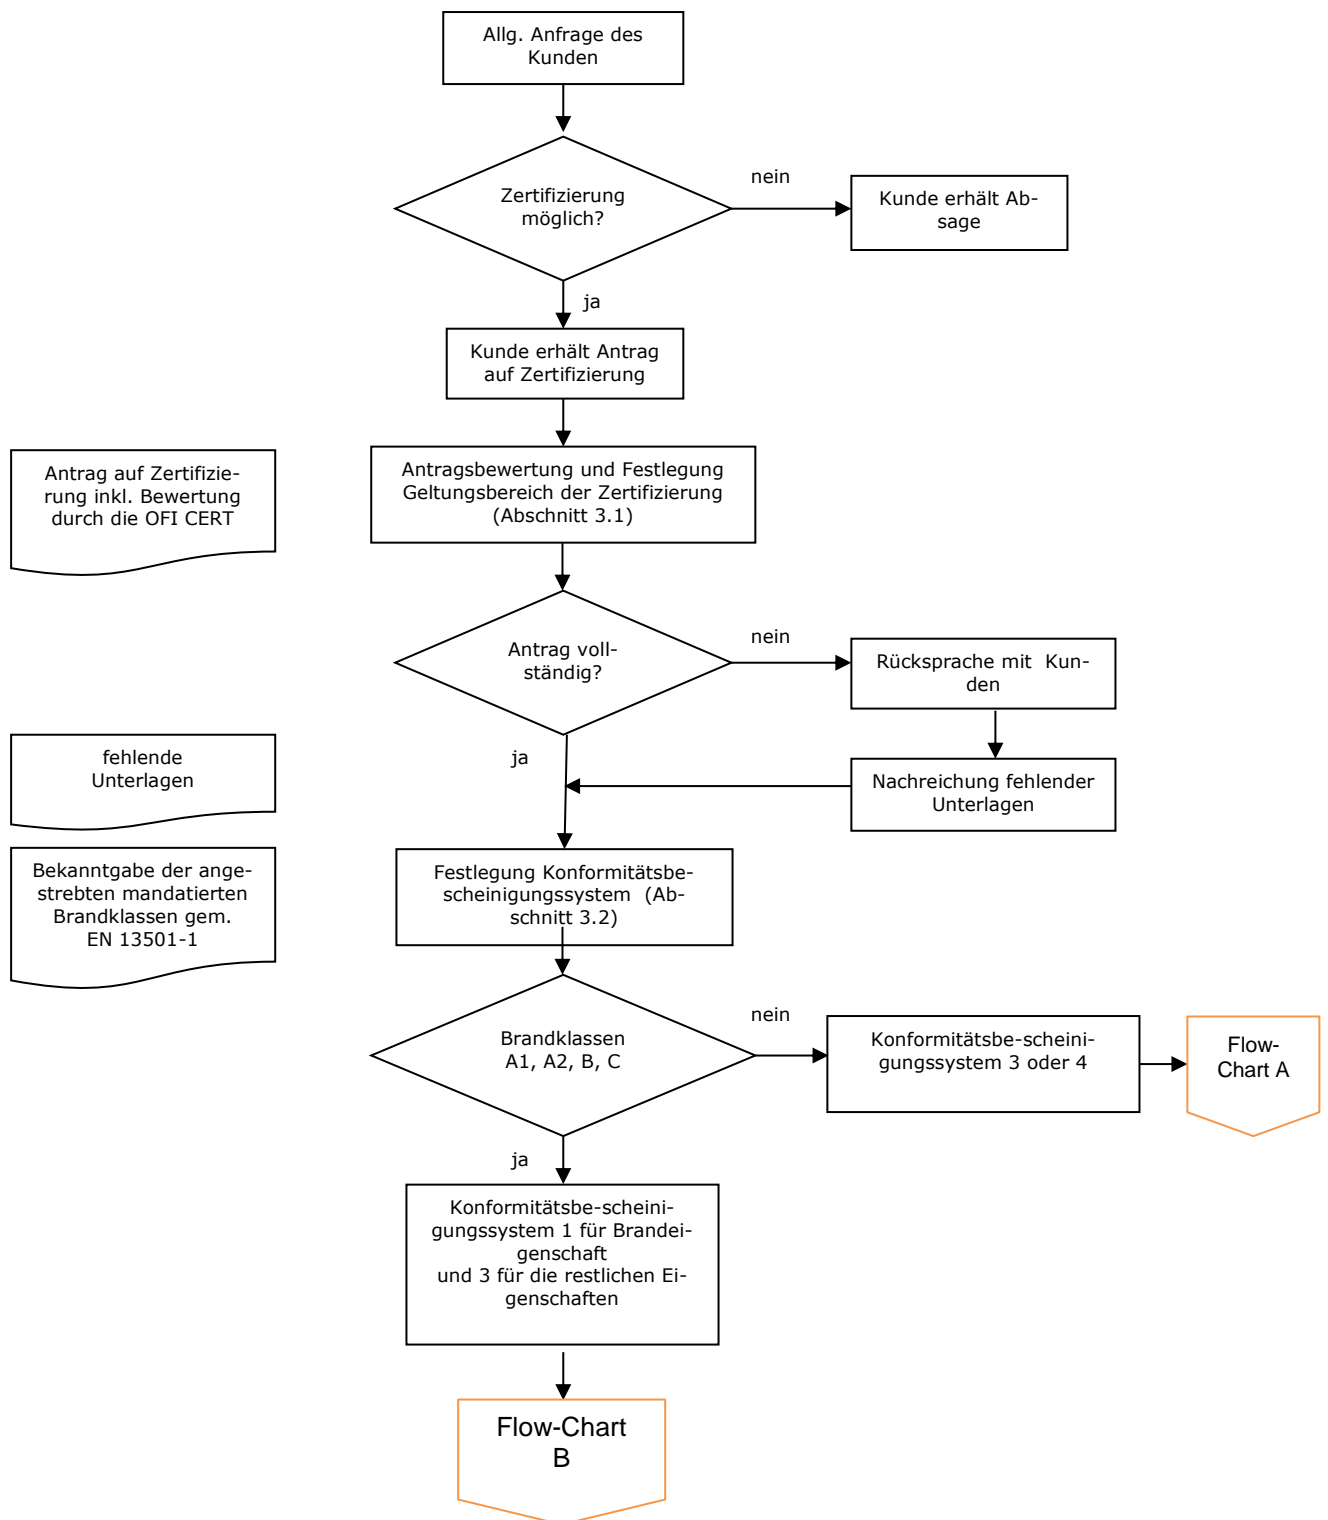 Allg. Anfrage des
Kunden
Zertifizierung
möglich?
nein
Kunde erhält Ab-
sage
ja
Kunde erhält Antrag
auf Zertifizierung
Antrag auf Zertifizie-
rung inkl. Bewertung
durch die OFI CERT
Antragsbewertung und Festlegung
Geltungsbereich der Zertifizierung
(Abschnitt 3.1)
Antrag voll-
ständig?
nein
Rücksprache mit Kun-
den
fehlende
Unterlagen
ja
Nachreichung fehlender
Unterlagen
Bekanntgabe der ange-
strebten mandatierten
Brandklassen gem.
EN 13501-1
Festlegung Konformitätsbe-
scheinigungssystem (Ab-
schnitt 3.2)
Brandklassen
A1, A2, B, C
nein
Konformitätsbe-scheini-
gungssystem 3 oder 4
Flow-
Chart A
ja
Konformitätsbe-scheini-
gungssystem 1 für Brandei-
genschaft
und 3 für die restlichen Ei-
genschaften
Flow-Chart
B